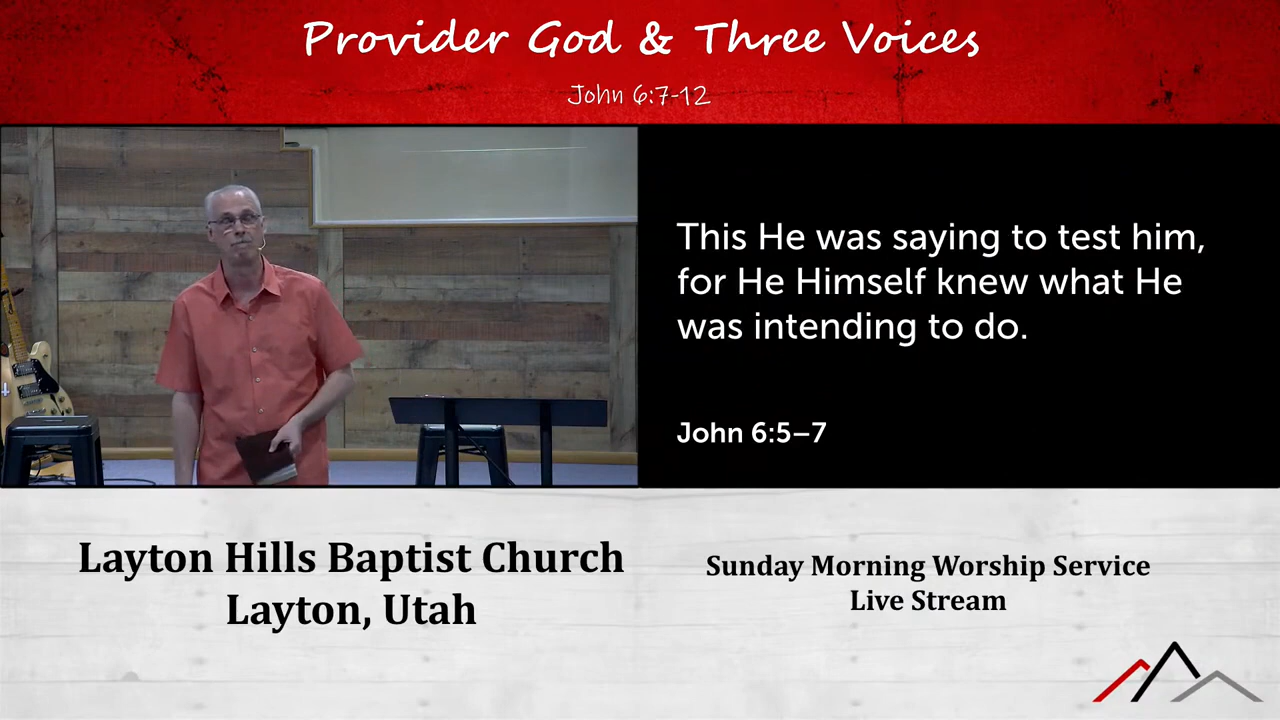 Provider God & Three Voices
John 6:7-12
This He was saying to test him,
for He Himself knew what He
was intending to do.
John 6:5–7
Layton Hills Baptist Church
Layton, Utah
Sunday Morning Worship Service
Live Stream